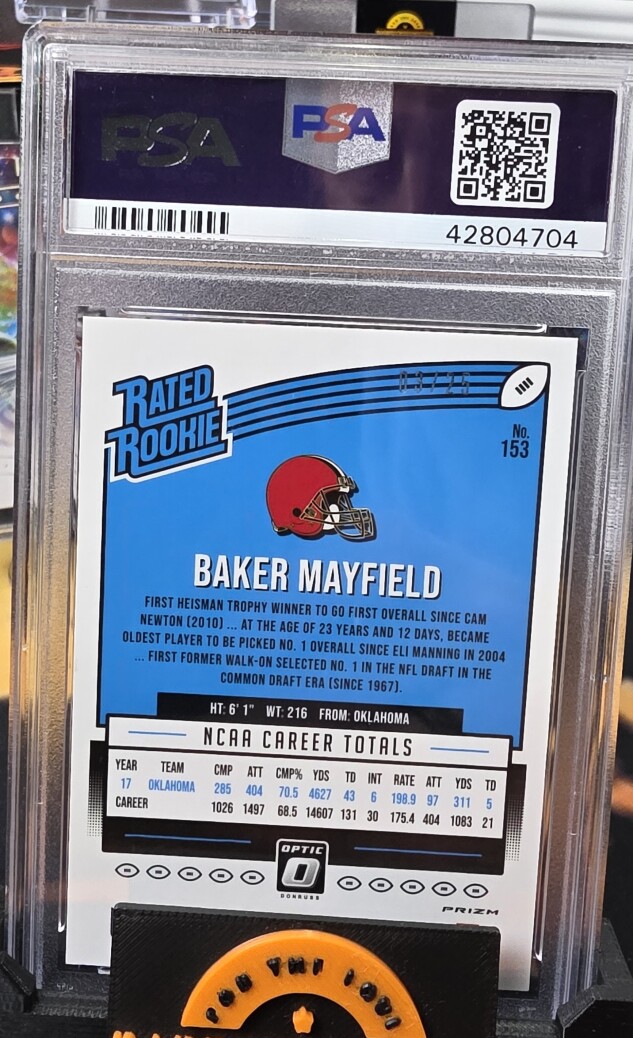 PSA
PSA
42804704
RATED
ROOKIE
03/25
No.
153
BAKER MAYFIELD
FIRST HEISMAN TROPHY WINNER TO GO FIRST OVERALL SINCE CAM
NEWTON (2010) ... AT THE AGE OF 23 YEARS AND 12 DAYS, BECAME
OLDEST PLAYER TO BE PICKED NO. 1 OVERALL SINCE ELI MANNING IN 2004
... FIRST FORMER WALK-ON SELECTED NO. 1 IN THE NFL DRAFT IN THE
COMMON DRAFT ERA (SINCE 1967).
HT: 6' 1" WT: 216 FROM: OKLAHOMA
NCAA CAREER TOTALS
YEAR TEAM CMP ATT CMP% YDS TD INT RATE ATT YDS TD
17 OKLAHOMA 285 404 70.5 4627 43 6 198.9 97 311 5
CAREER 1026 1497 68.5 14607 131 30 175.4 404 1083 21
OPTIC
DONRUSS
PRIZM